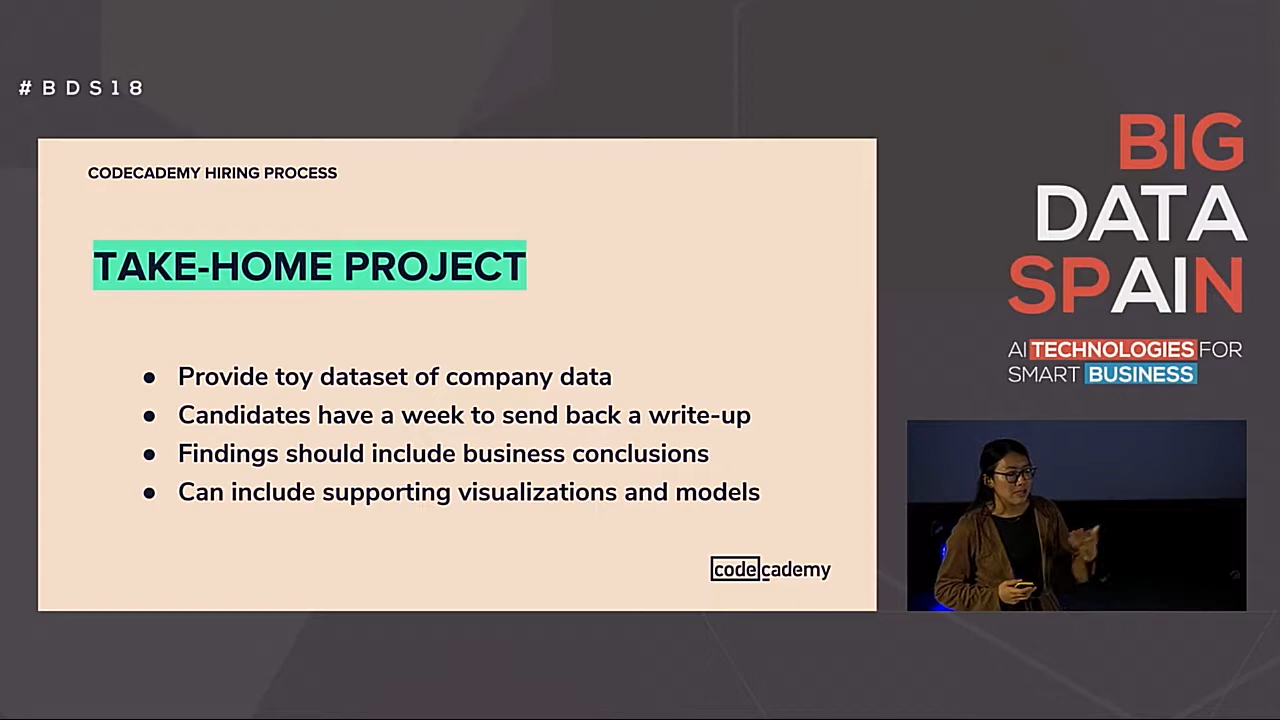 #BDS18
CODECADEMY HIRING PROCESS
TAKE-HOME PROJECT
● Provide toy dataset of company data
● Candidates have a week to send back a write-up
● Findings should include business conclusions
● Can include supporting visualizations and models
codecademy
BIG
DATA
SPAIN
AI TECHNOLOGIES FOR
SMART BUSINESS